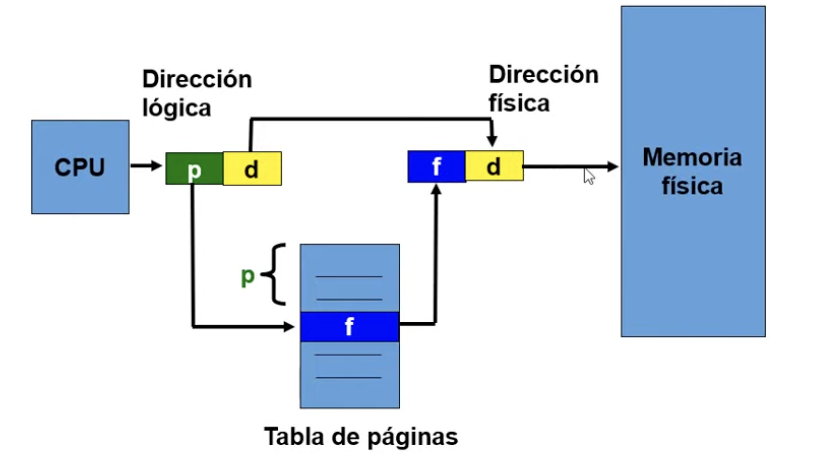 Dirección
lógica
Dirección
física
CPU
p d
f d
Memoria
física
p
f
Tabla de páginas